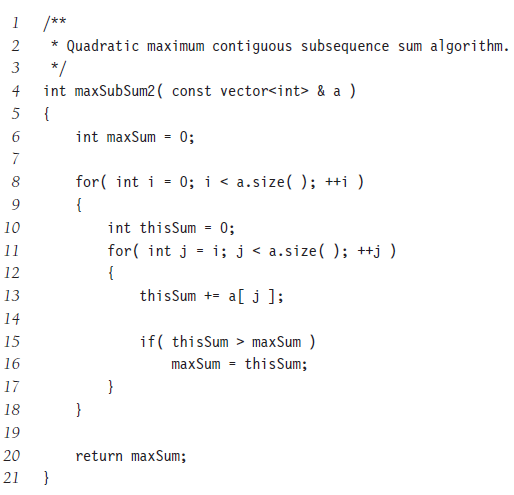 1 /**
2  * Quadratic maximum contiguous subsequence sum algorithm.
3  */
4 int maxSubSum2( const vector<int> & a )
5 {
6     int maxSum = 0;
7
8     for( int i = 0; i < a.size( ); ++i )
9     {
10         int thisSum = 0;
11         for( int j = i; j < a.size( ); ++j )
12         {
13             thisSum += a[ j ];
14
15             if( thisSum > maxSum )
16                 maxSum = thisSum;
17         }
18     }
19
20     return maxSum;
21 }